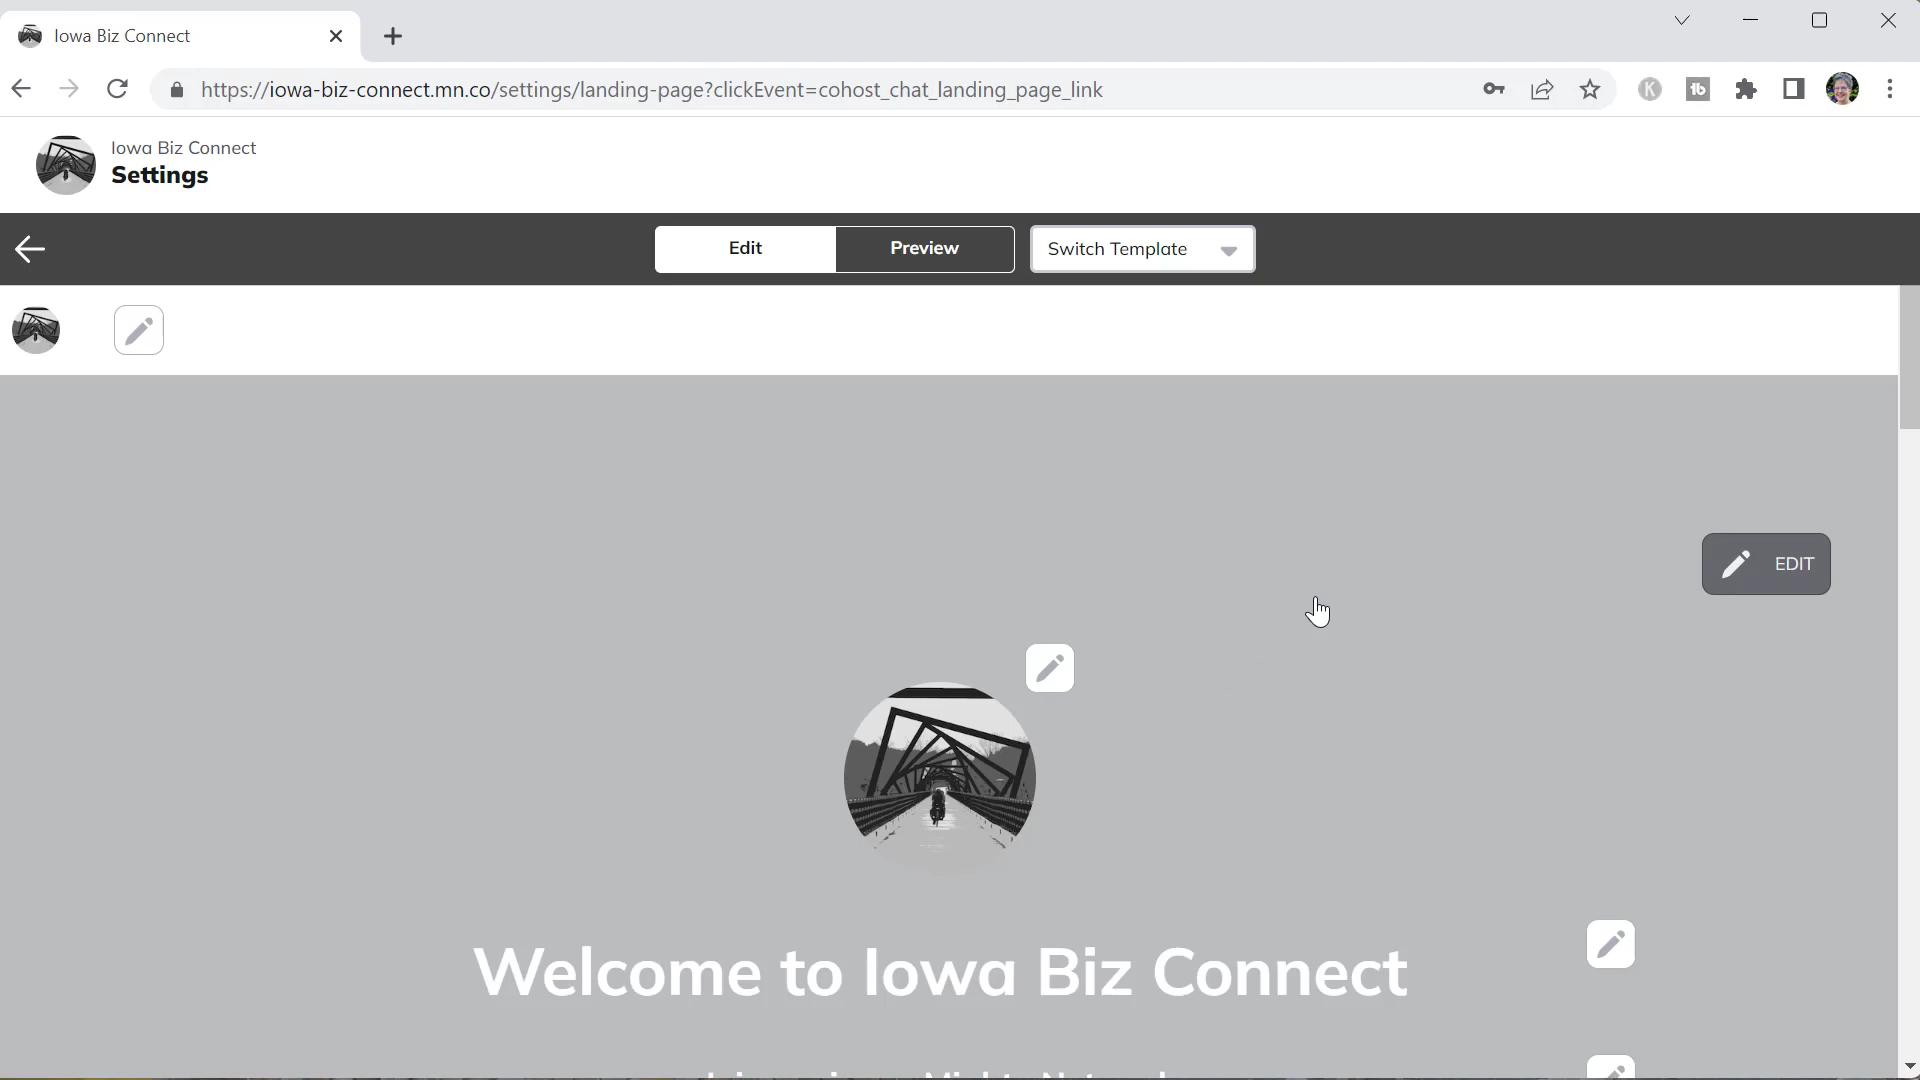 Iowa Biz Connect
https://iowa-biz-connect.mn.co/settings/landing-page?clickEvent=cohost_chat_landing_page_link
K
tb
Iowa Biz Connect
Settings
Edit
Preview
Switch Template
EDIT
Welcome to Iowa Biz Connect